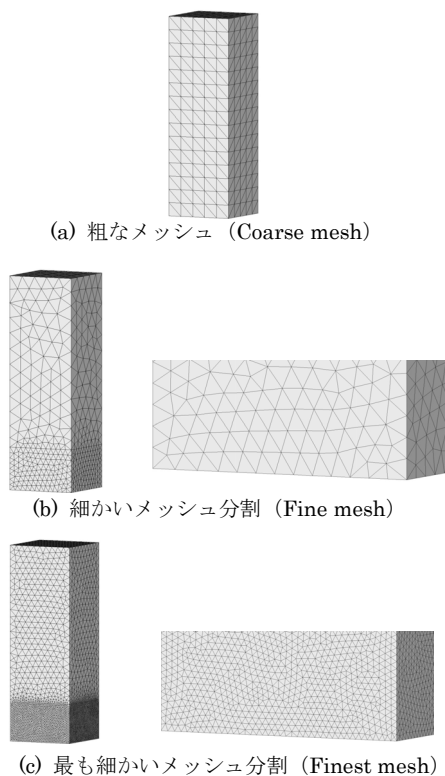 (a) 粗なメッシュ（Coarse mesh）
(b) 細かいメッシュ分割（Fine mesh）
(c) 最も細かいメッシュ分割（Finest mesh）